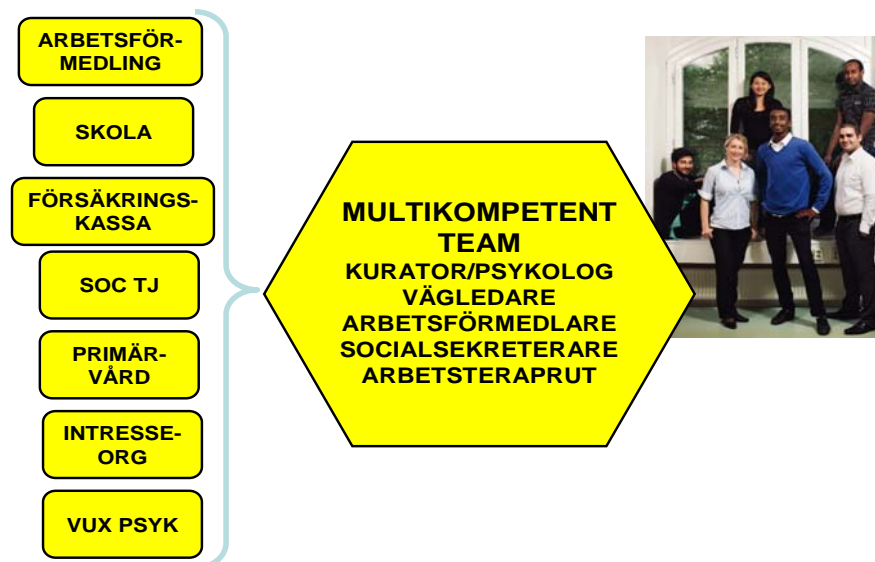 ARBETSFÖR-
MEDLING
SKOLA
FÖRSÄKRINGS-
KASSA
SOC TJ
PRIMÄR-
VÅRD
INTRESSE-
ORG
VUX PSYK
MULTIKOMPETENT
TEAM
KURATOR/PSYKOLOG
VÄGLEDARE
ARBETSFÖRMEDLARE
SOCIALSEKRETERARE
ARBETSTERAPRUT